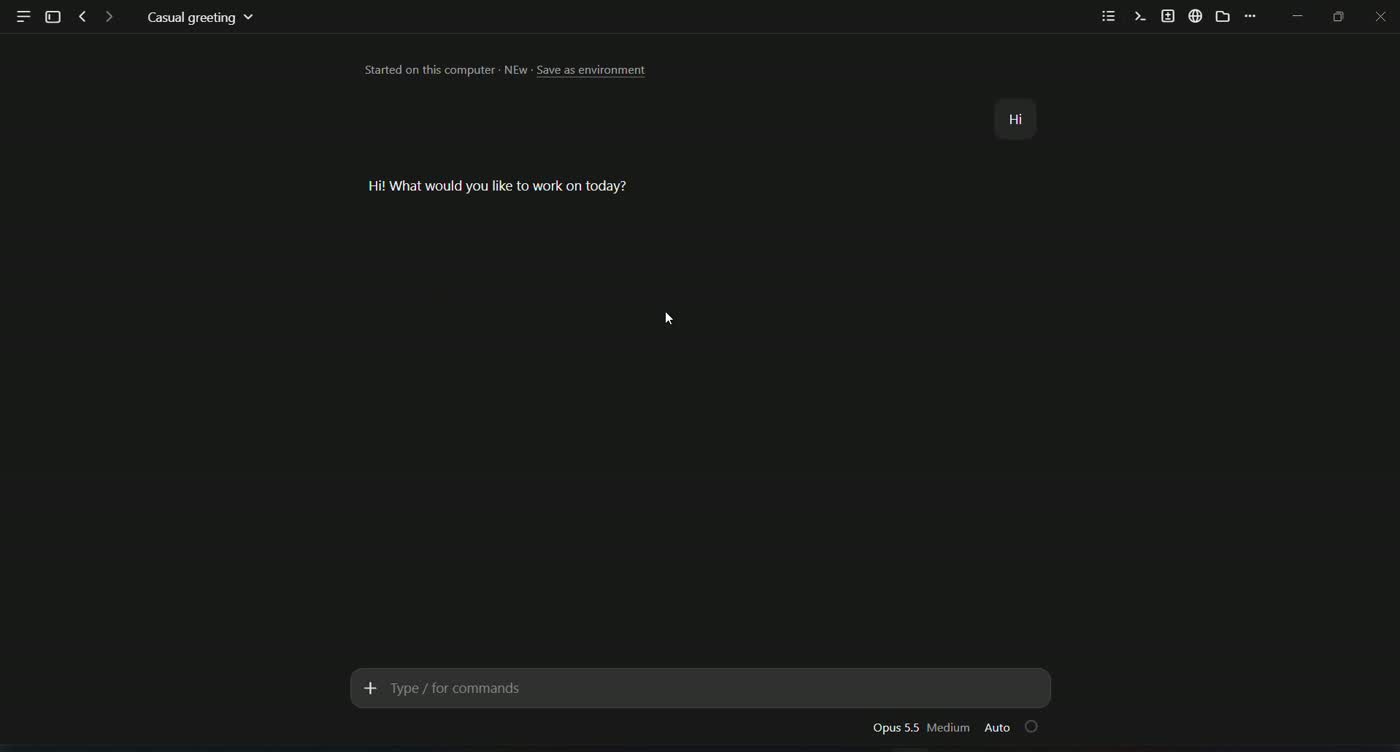 Casual greeting
Started on this computer · NEw · Save as environment
Hi
Hi! What would you like to work on today?
Type / for commands
Opus 5.5 Medium Auto